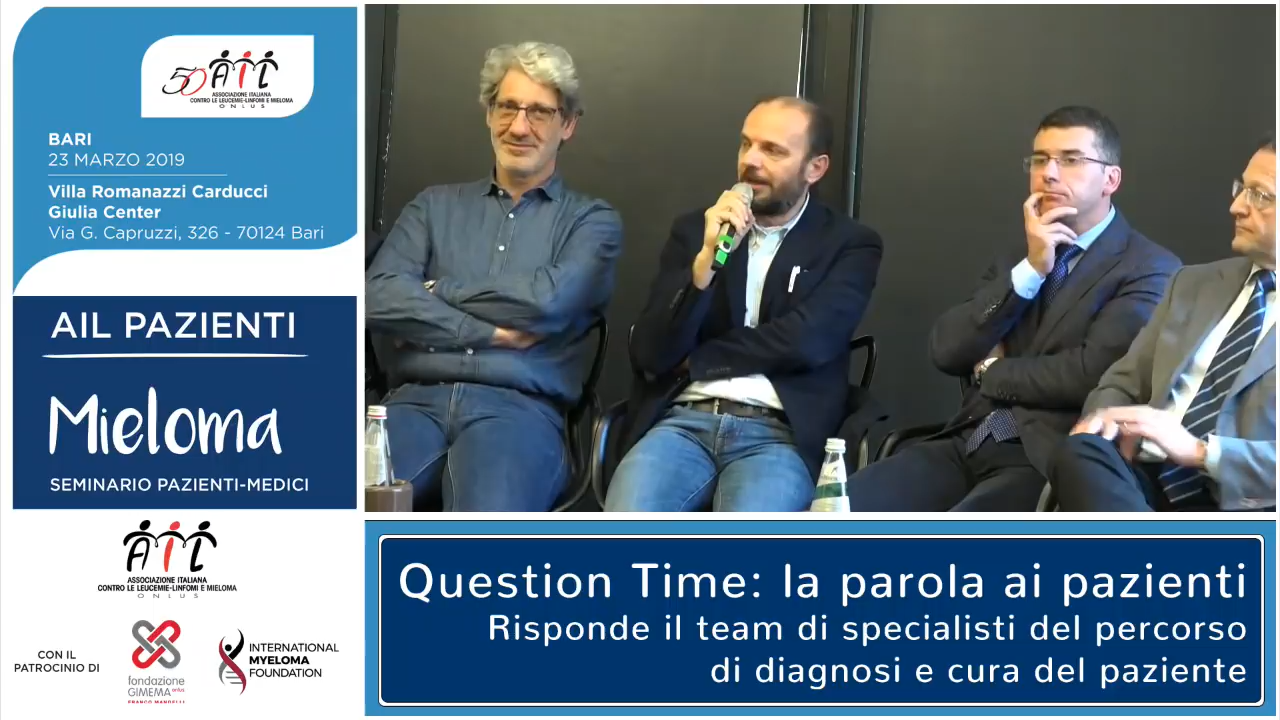 50 AIL
ASSOCIAZIONE ITALIANA
CONTRO LE LEUCEMIE-LINFOMI E MIELOMA
ONLUS
BARI
23 MARZO 2019
Villa Romanazzi Carducci
Giulia Center
Via G. Capruzzi, 326 - 70124 Bari
AIL PAZIENTI
Mieloma
SEMINARIO PAZIENTI-MEDICI
AIL
ASSOCIAZIONE ITALIANA
CONTRO LE LEUCEMIE-LINFOMI E MIELOMA
ONLUS
CON IL
PATROCINIO DI
fondazione
GIMEMA onlus
FRANCO MANDELLI
INTERNATIONAL
MYELOMA
FOUNDATION
Question Time: la parola ai pazienti
Risponde il team di specialisti del percorso
di diagnosi e cura del paziente